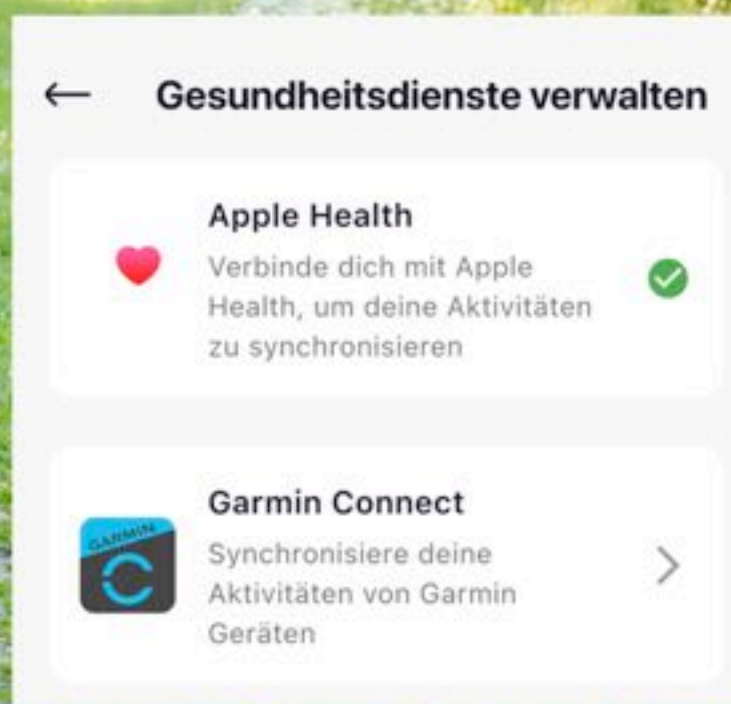 Gesundheitsdienste verwalten
Apple Health
Verbinde dich mit Apple
Health, um deine Aktivitäten
zu synchronisieren
GARMIN
Garmin Connect
Synchronisiere deine
Aktivitäten von Garmin
Geräten